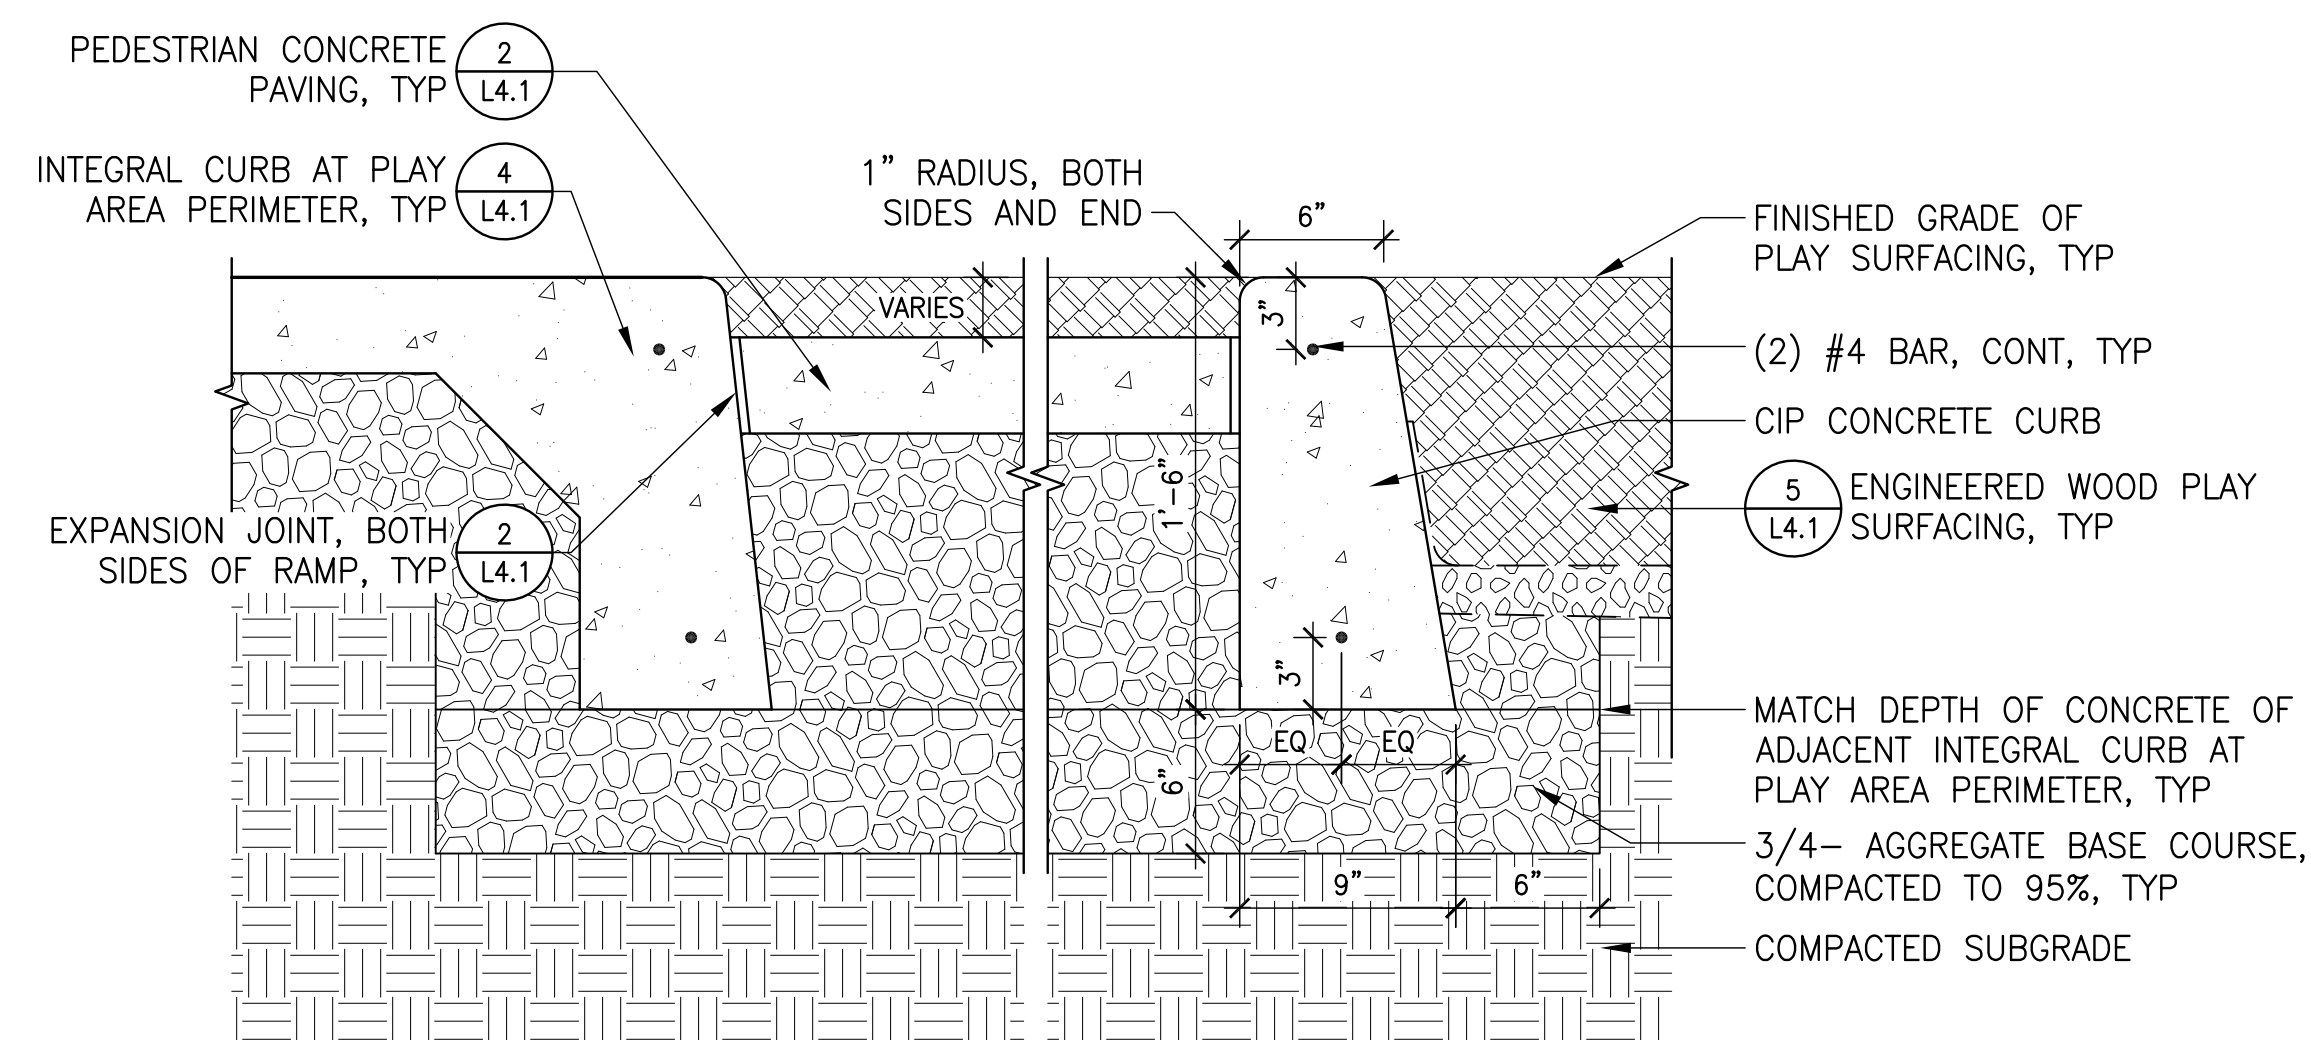 PEDESTRIAN CONCRETE
PAVING, TYP
2
L4.1
INTEGRAL CURB AT PLAY
AREA PERIMETER, TYP
4
L4.1
EXPANSION JOINT, BOTH
SIDES OF RAMP, TYP
2
L4.1
VARIES
1" RADIUS, BOTH
SIDES AND END
6"
3"
1'-6"
3"
EQ
EQ
6"
9"
6"
FINISHED GRADE OF
PLAY SURFACING, TYP
(2) #4 BAR, CONT, TYP
CIP CONCRETE CURB
5
L4.1
ENGINEERED WOOD PLAY
SURFACING, TYP
MATCH DEPTH OF CONCRETE OF
ADJACENT INTEGRAL CURB AT
PLAY AREA PERIMETER, TYP
3/4- AGGREGATE BASE COURSE,
COMPACTED TO 95%, TYP
COMPACTED SUBGRADE